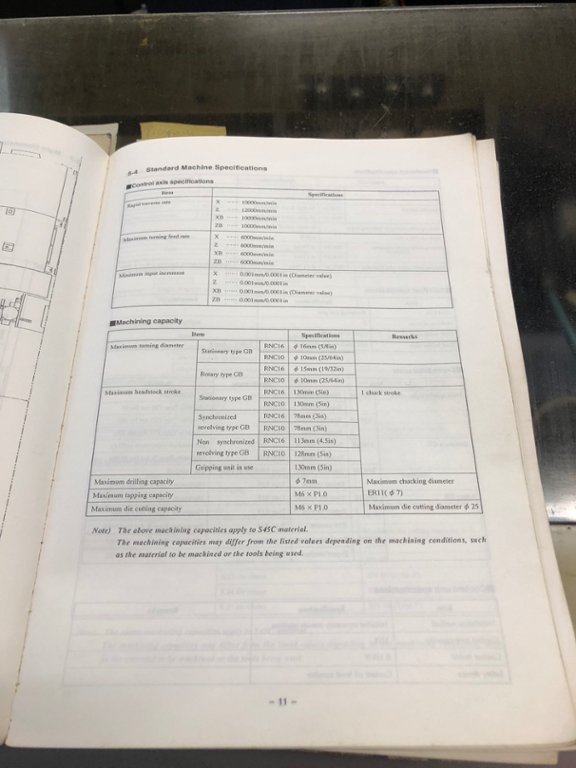 5-4 Standard Machine Specifications
■Control axis specifications
Item Specifications
Rapid traverse rate X ······ 10000mm/min
Z ······ 12000mm/min
XB ······ 10000mm/min
ZB ······ 10000mm/min
Maximum turning feed rate X ······ 6000mm/min
Z ······ 6000mm/min
XB ······ 6000mm/min
ZB ······ 6000mm/min
Minimum input increment X ······ 0.001mm/0.0001in (Diameter value)
Z ······ 0.001mm/0.0001in
XB ······ 0.001mm/0.0001in (Diameter value)
ZB ······ 0.001mm/0.0001in
■Machining capacity
Item Specifications Remarks
Maximum turning diameter Stationary type GB RNC16 φ 16mm (5/8in)
RNC10 φ 10mm (25/64in)
Rotary type GB RNC16 φ 15mm (19/32in)
RNC10 φ 10mm (25/64in)
Maximum headstock stroke Stationary type GB RNC16 130mm (5in) 1 chuck stroke
RNC10 130mm (5in)
Synchronized RNC16 78mm (3in)
revolving type GB RNC10 78mm (3in)
Non synchronized RNC16 113mm (4.5in)
revolving type GB RNC10 128mm (5in)
Gripping unit in use 130mm (5in)
Maximum drilling capacity φ 7mm Maximum chucking diameter
Maximum tapping capacity M6 × P1.0 ER11( φ 7)
Maximum die cutting capacity M6 × P1.0 Maximum die cutting diameter φ 25
Note) The above machining capacities apply to S45C material.
The machining capacities may differ from the listed values depending on the machining conditions, such
as the material to be machined or the tools being used.
- 11 -